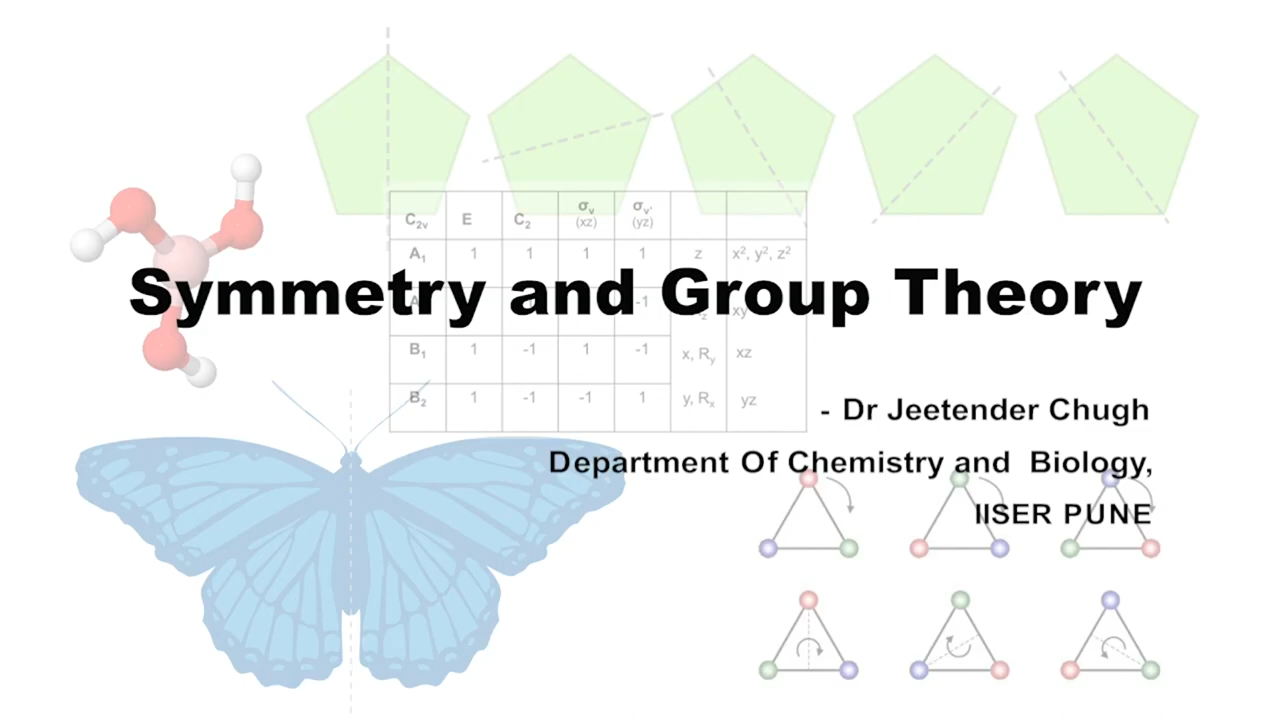 C2v E C2 σv (xz) σv' (yz)
A1 1 1 1 1 z x², y², z²
Symmetry and Group Theory
-1 xy
B1 1 -1 1 -1 x, Ry xz
B2 1 -1 -1 1 y, Rx yz
- Dr Jeetender Chugh
Department Of Chemistry and Biology,
IISER PUNE